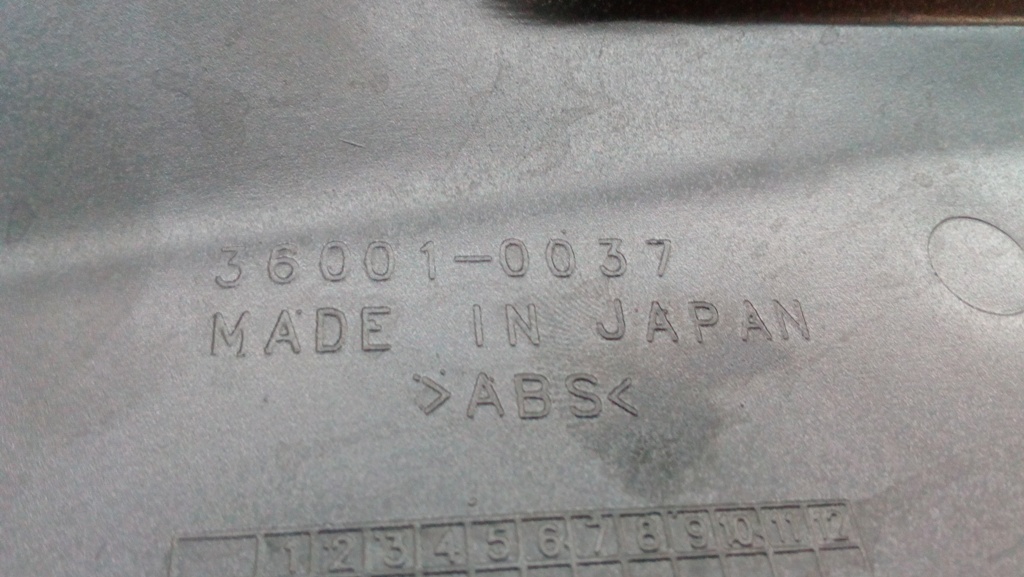 36001-0037
MADE IN JAPAN
>ABS<
1 2 3 4 5 6 7 8 9 10 11 12